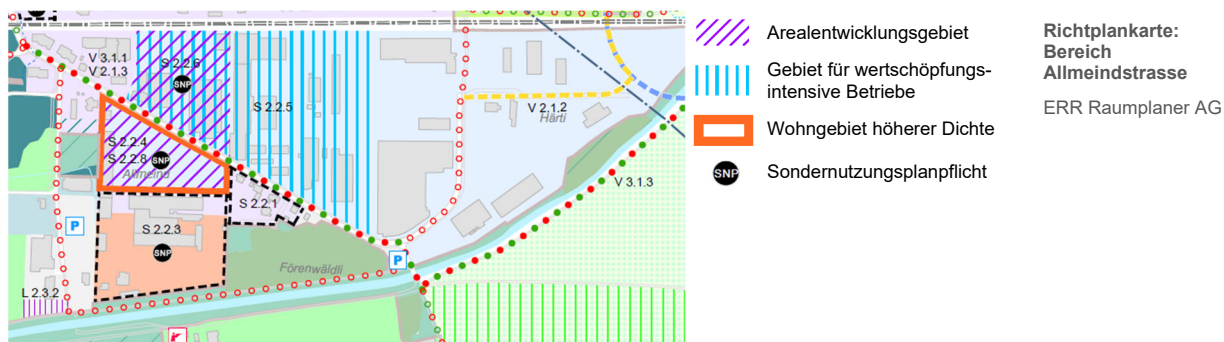 V 3.1.1
V 2.1.3
S 2.2.6
SNP
S 2.2.5
V 2.1.2
Härti
S 2.2.4
S 2.2.8
SNP
Allmeind
S 2.2.1
V 3.1.3
P
S 2.2.3
SNP
P
Förenwäldli
L 2.3.2
Arealentwicklungsgebiet
Gebiet für wertschöpfungs-
intensive Betriebe
Wohngebiet höherer Dichte
SNP
Sondernutzungsplanpflicht
Richtplankarte:
Bereich
Allmeindstrasse
ERR Raumplaner AG